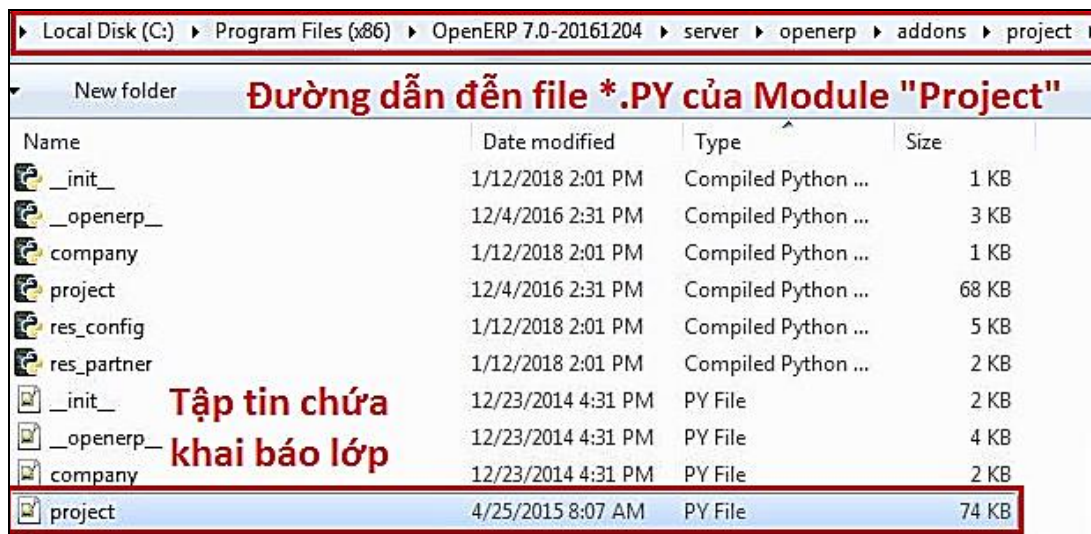 Local Disk (C:) Program Files (x86) OpenERP 7.0-20161204 server openerp addons project
New folder
Đường dẫn đễn file *.PY của Module "Project"
Name Date modified Type Size
__init__ 1/12/2018 2:01 PM Compiled Python ... 1 KB
__openerp__ 12/4/2016 2:31 PM Compiled Python ... 3 KB
company 1/12/2018 2:01 PM Compiled Python ... 1 KB
project 12/4/2016 2:31 PM Compiled Python ... 68 KB
res_config 1/12/2018 2:01 PM Compiled Python ... 5 KB
res_partner 1/12/2018 2:01 PM Compiled Python ... 2 KB
__init__ 12/23/2014 4:31 PM PY File 2 KB
Tập tin chứa
__openerp__ 12/23/2014 4:31 PM PY File 4 KB
khai báo lớp
company 12/23/2014 4:31 PM PY File 2 KB
project 4/25/2015 8:07 AM PY File 74 KB